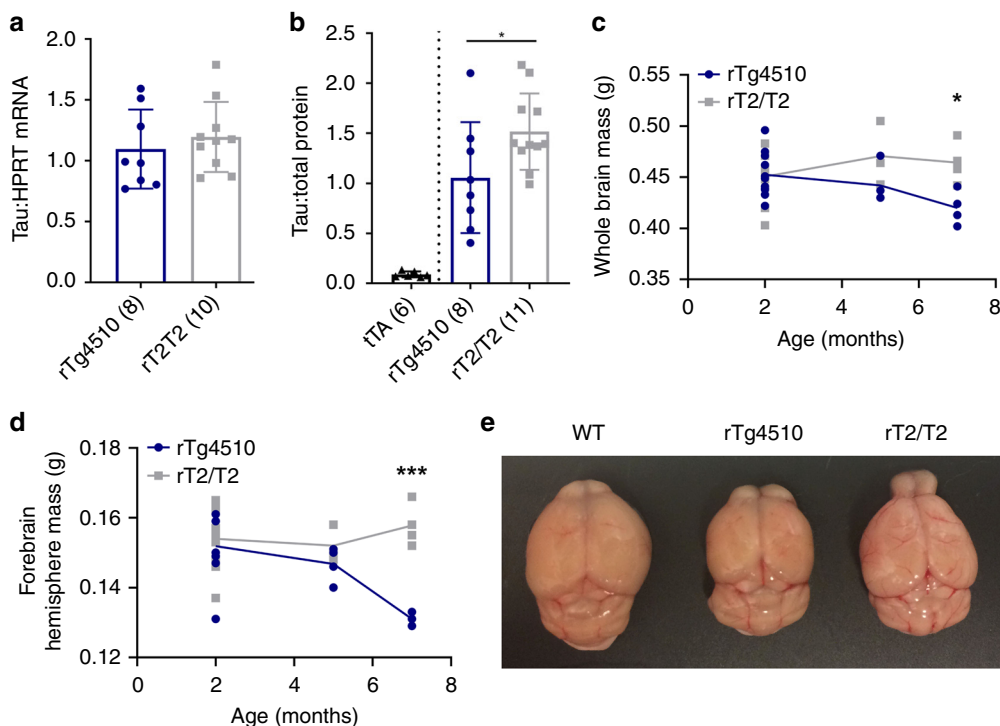 a
2.0
1.5
1.0
0.5
0.0
Tau:HPRT mRNA
rTg4510 (8)
rT2T2 (10)
b
2.5
2.0
1.5
1.0
0.5
0.0
Tau:total protein
*
tTA (6)
rTg4510 (8)
rT2/T2 (11)
c
rTg4510
rT2/T2
*
0.55
0.50
0.45
0.40
0.35
Whole brain mass (g)
0 2 4 6 8
Age (months)
d
rTg4510
rT2/T2
***
0.18
0.16
0.14
0.12
Forebrain
hemisphere mass (g)
0 2 4 6 8
Age (months)
e
WT rTg4510 rT2/T2